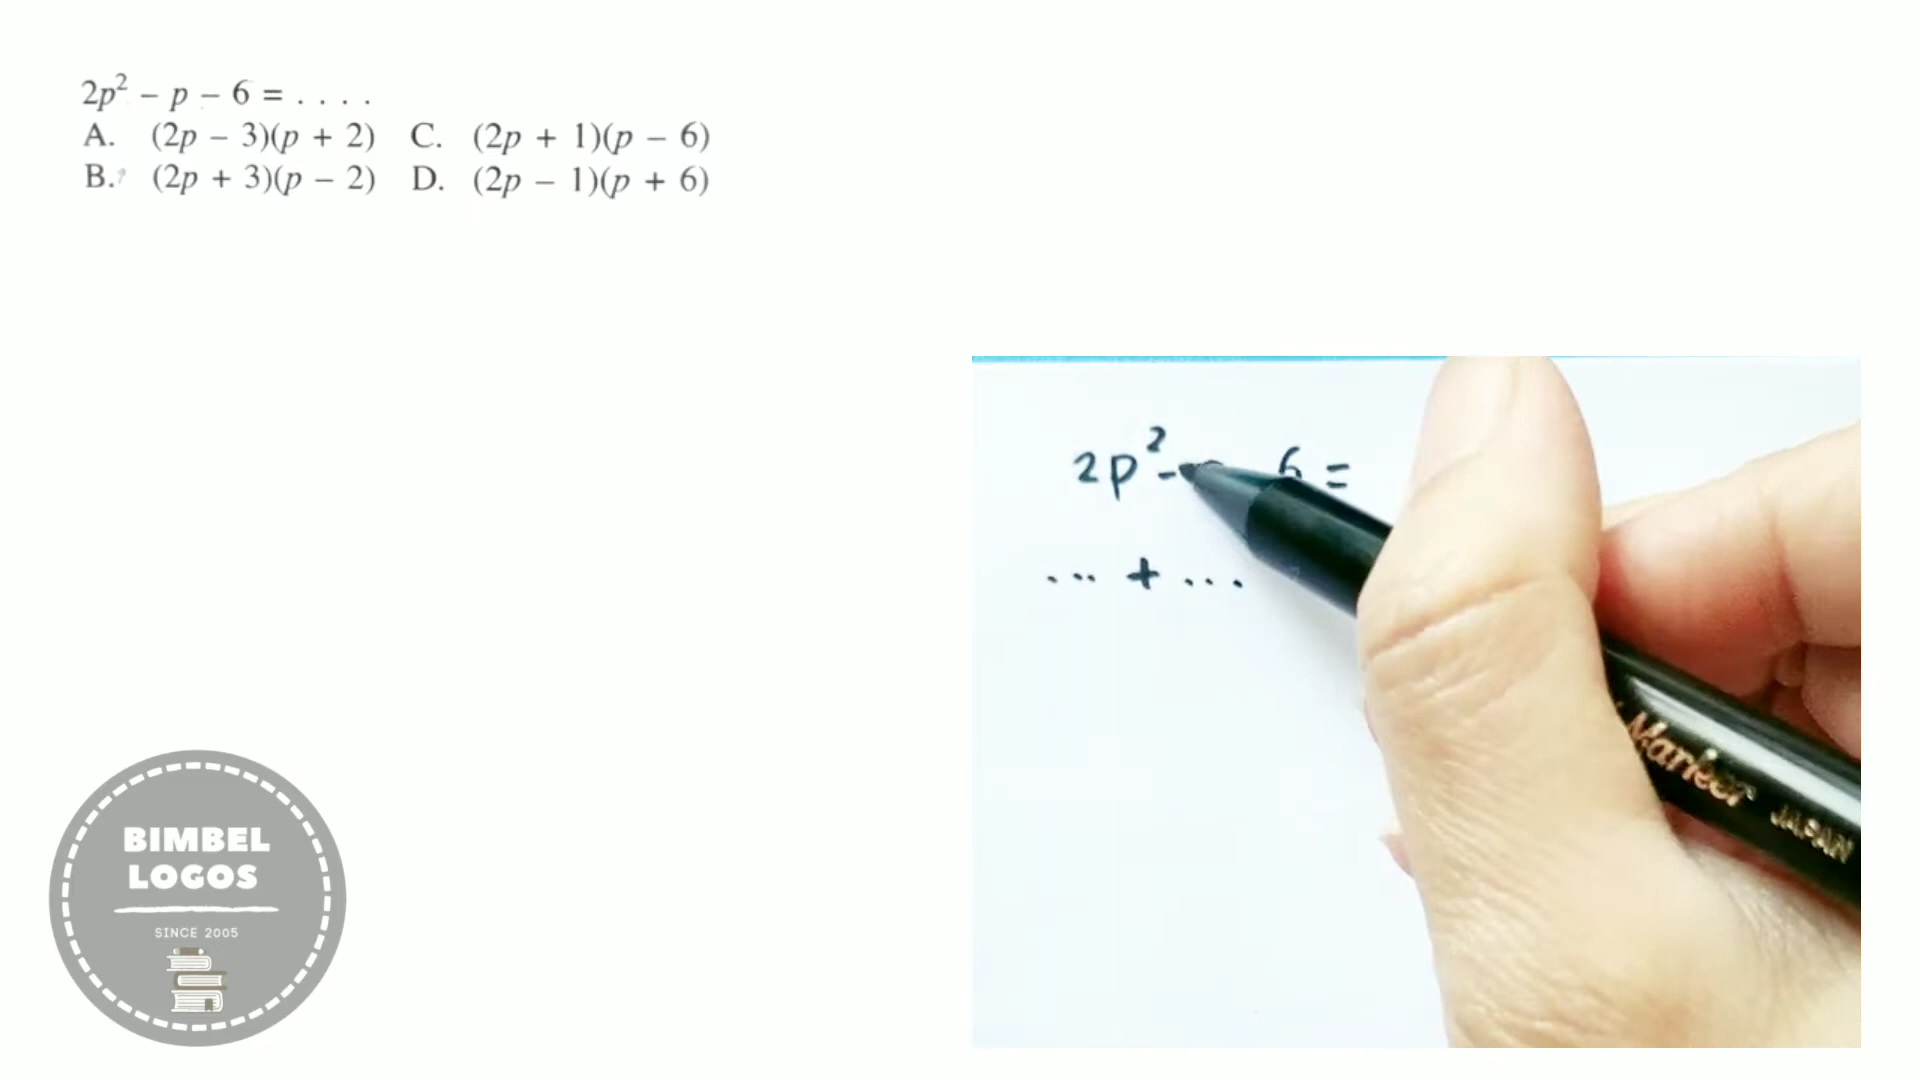 2p² – p – 6 = . . . .
A. (2p – 3)(p + 2) C. (2p + 1)(p – 6)
B. (2p + 3)(p – 2) D. (2p – 1)(p + 6)
2p² - 6 =
... + ...
Marker JAPAN
BIMBEL
LOGOS
SINCE 2005